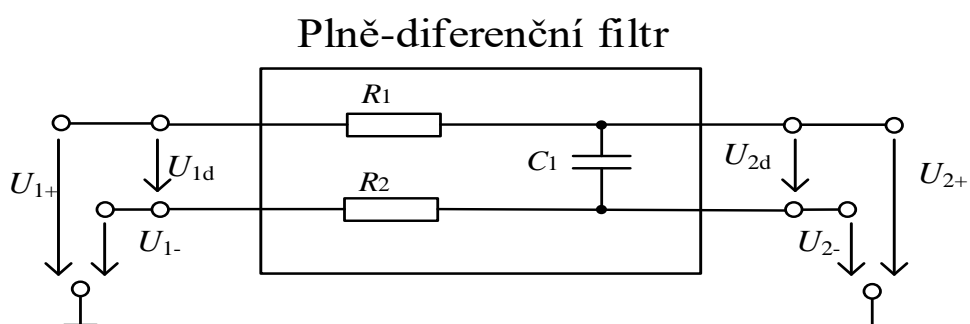 Plně-diferenční filtr
R1
C1
R2
U1+
U1d
U1-
U2d
U2+
U2-